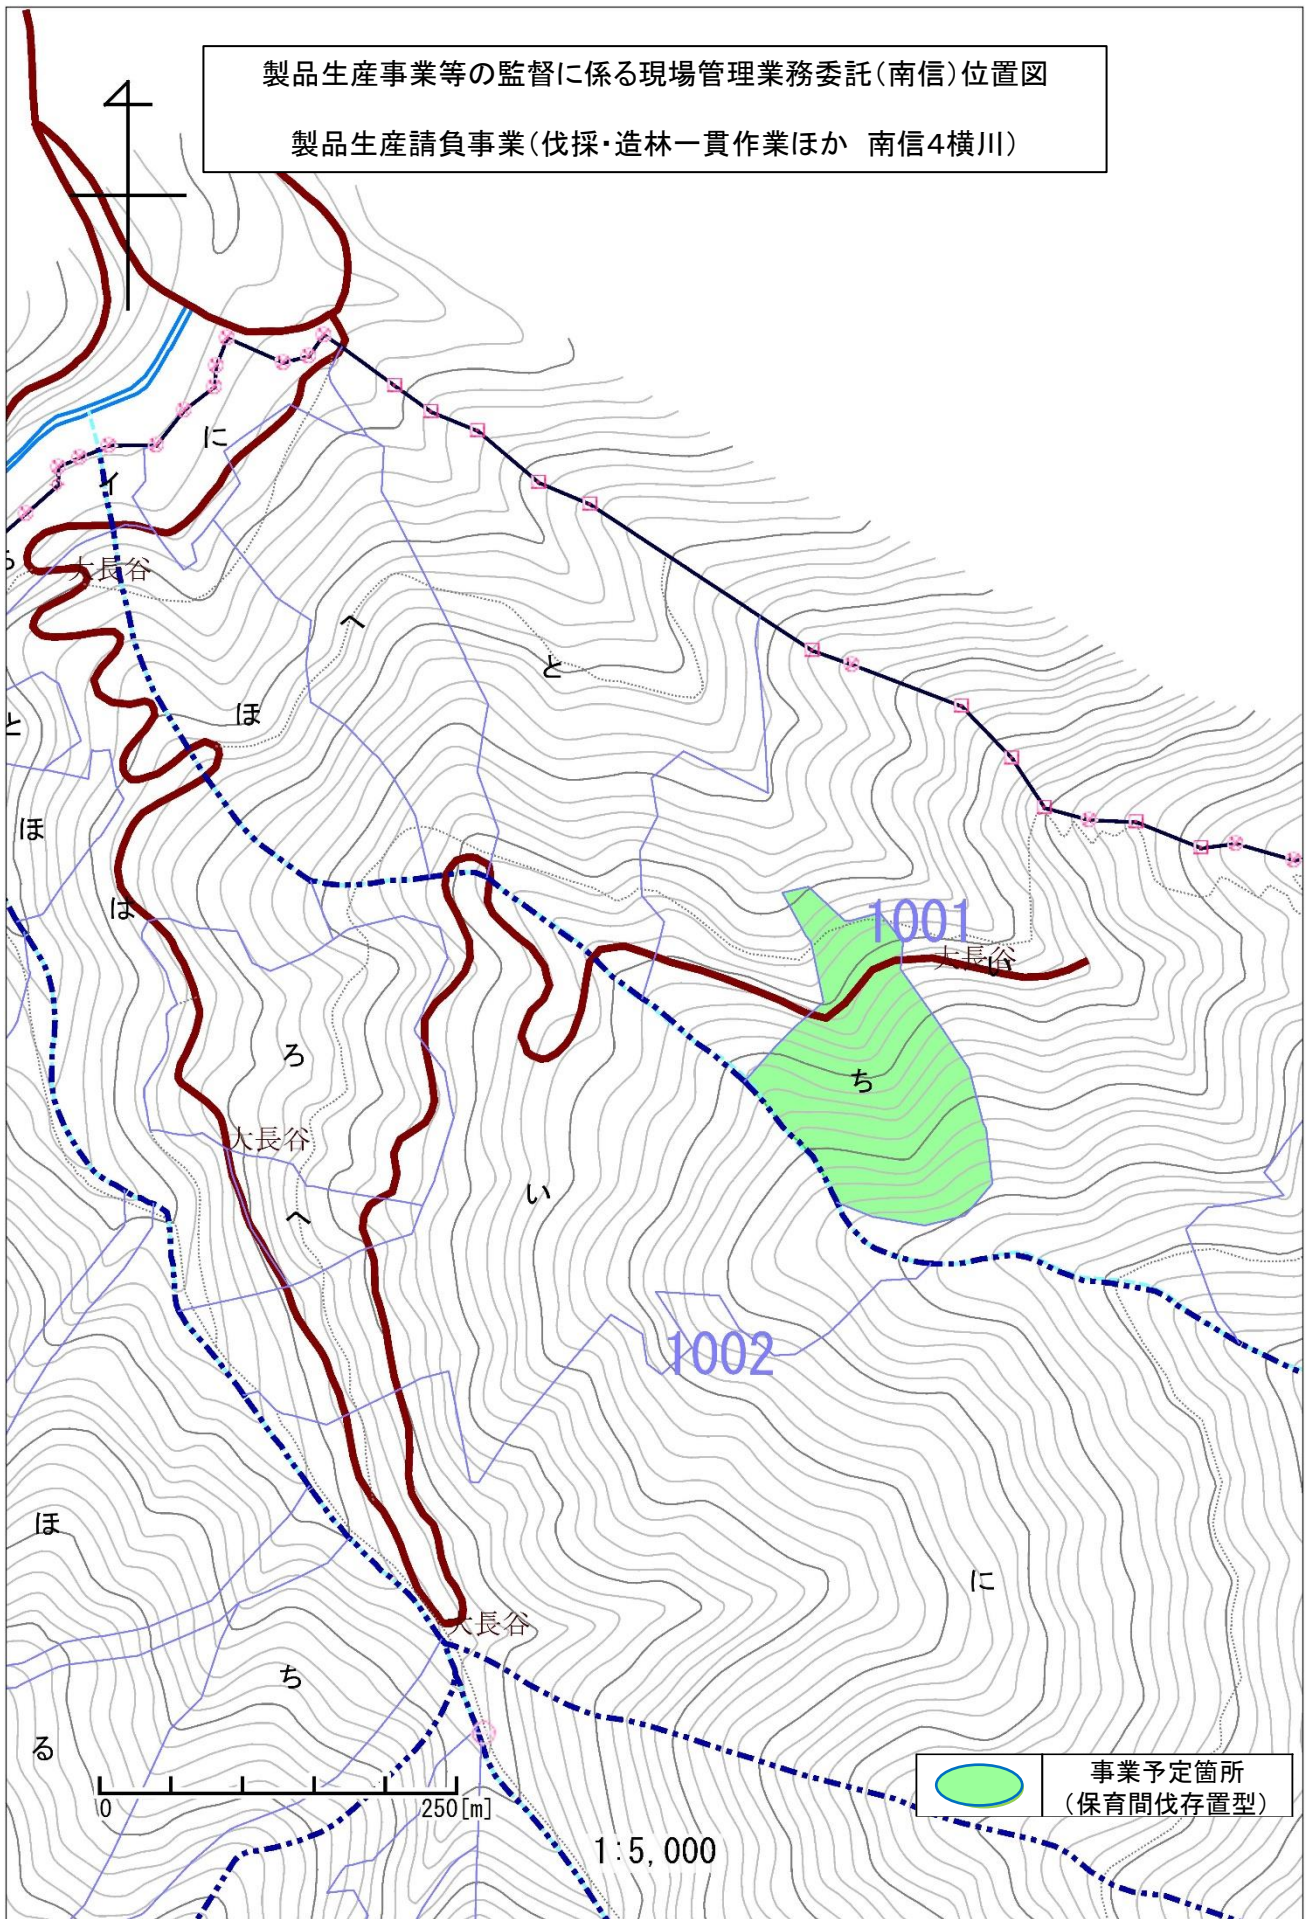 製品生産事業等の監督に係る現場管理業務委託(南信)位置図
製品生産請負事業(伐採・造林一貫作業ほか 南信4横川)
に
イ
大長谷
へ
と
ほ
と
ほ
は
1001
大長谷
い
ち
ろ
大長谷
い
へ
1002
ほ
に
大長谷
ち
る
0 250[m]
1:5,000
事業予定箇所
(保育間伐存置型)